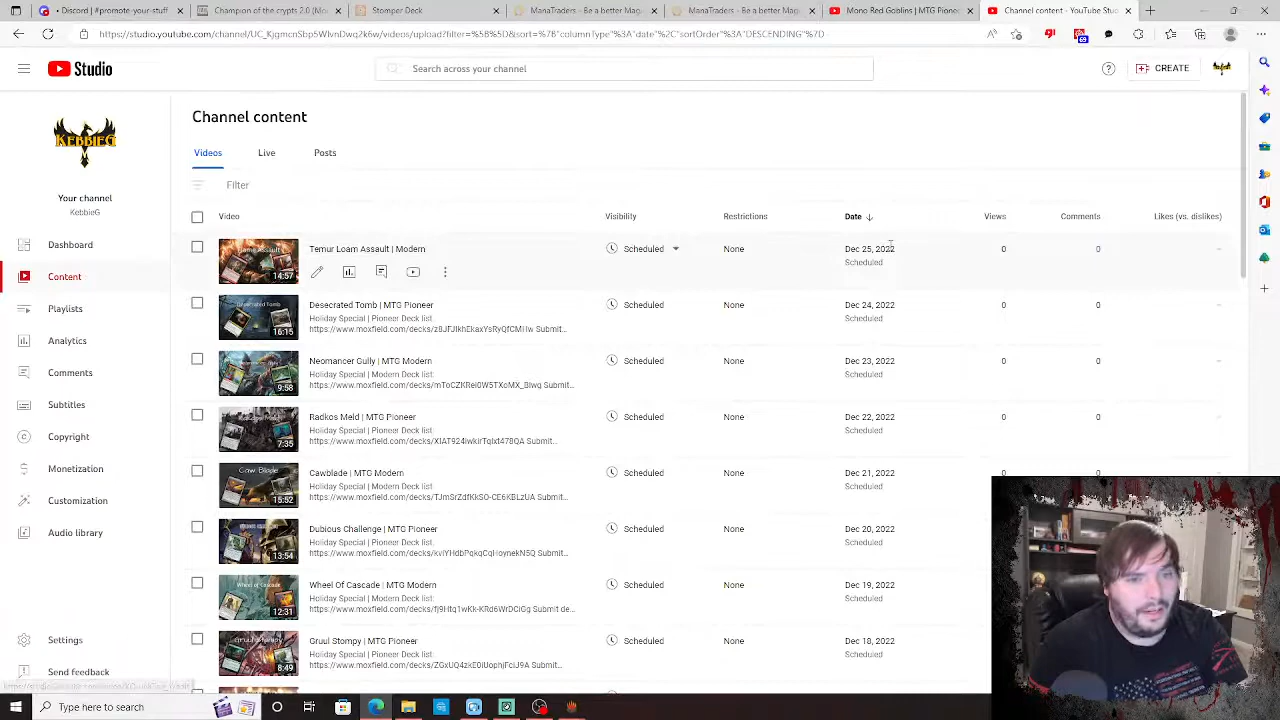 Discord | #promote-your-stuff
Champion of the crypts 2.0 (Mo
Stomper Deck
ManaTraders - Be a better Mag
ManaTraders - Be a better Mag
Mono Red Goblins | MTG Pioneer
Channel content - YouTube Stu
Studio
Search across your channel
CREATE
KEBBIEG
Your channel
KebbieG
Dashboard
Content
Playlists
Analytics
Comments
Subtitles
Copyright
Monetization
Customization
Audio library
Settings
Send feedback
Channel content
Videos Live Posts
Filter
Video Visibility Restrictions Date Views Comments Likes (vs. dislikes)
Temur Loam Assault | Modern Scheduled None Dec 25, 2022 0 0 –
Scheduled
14:57
Desecrated Tomb | MTG Pioneer Scheduled None Dec 24, 2022 0 0 –
Holiday Special | Pioneer Deck list: Scheduled
16:15
Neomancer Gully | MTG Modern Scheduled None Dec 23, 2022 0 0 –
Holiday Special | Modern Deck list: Scheduled
9:58
Radkos Meld | MTG Pioneer Scheduled None Dec 22, 2022 0 0 –
Holiday Special | Pioneer Deck list: Scheduled
7:35
Cawblade | MTG Modern Scheduled None Dec 21, 2022 0 0 –
Holiday Special | Modern Deck list: Scheduled
15:52
Dubious Challenge | MTG Pioneer Scheduled None Dec 20, 2022
Holiday Special | Pioneer Deck list: Scheduled
13:54
Wheel Of Cascade | MTG Modern Scheduled None Dec 19, 2022
Holiday Special | Modern Deck list: Scheduled
12:31
Gruul Stompy | MTG Pioneer Scheduled None Dec 18, 2022
Holiday Special | Pioneer Deck list: Scheduled
8:49
Type here to search